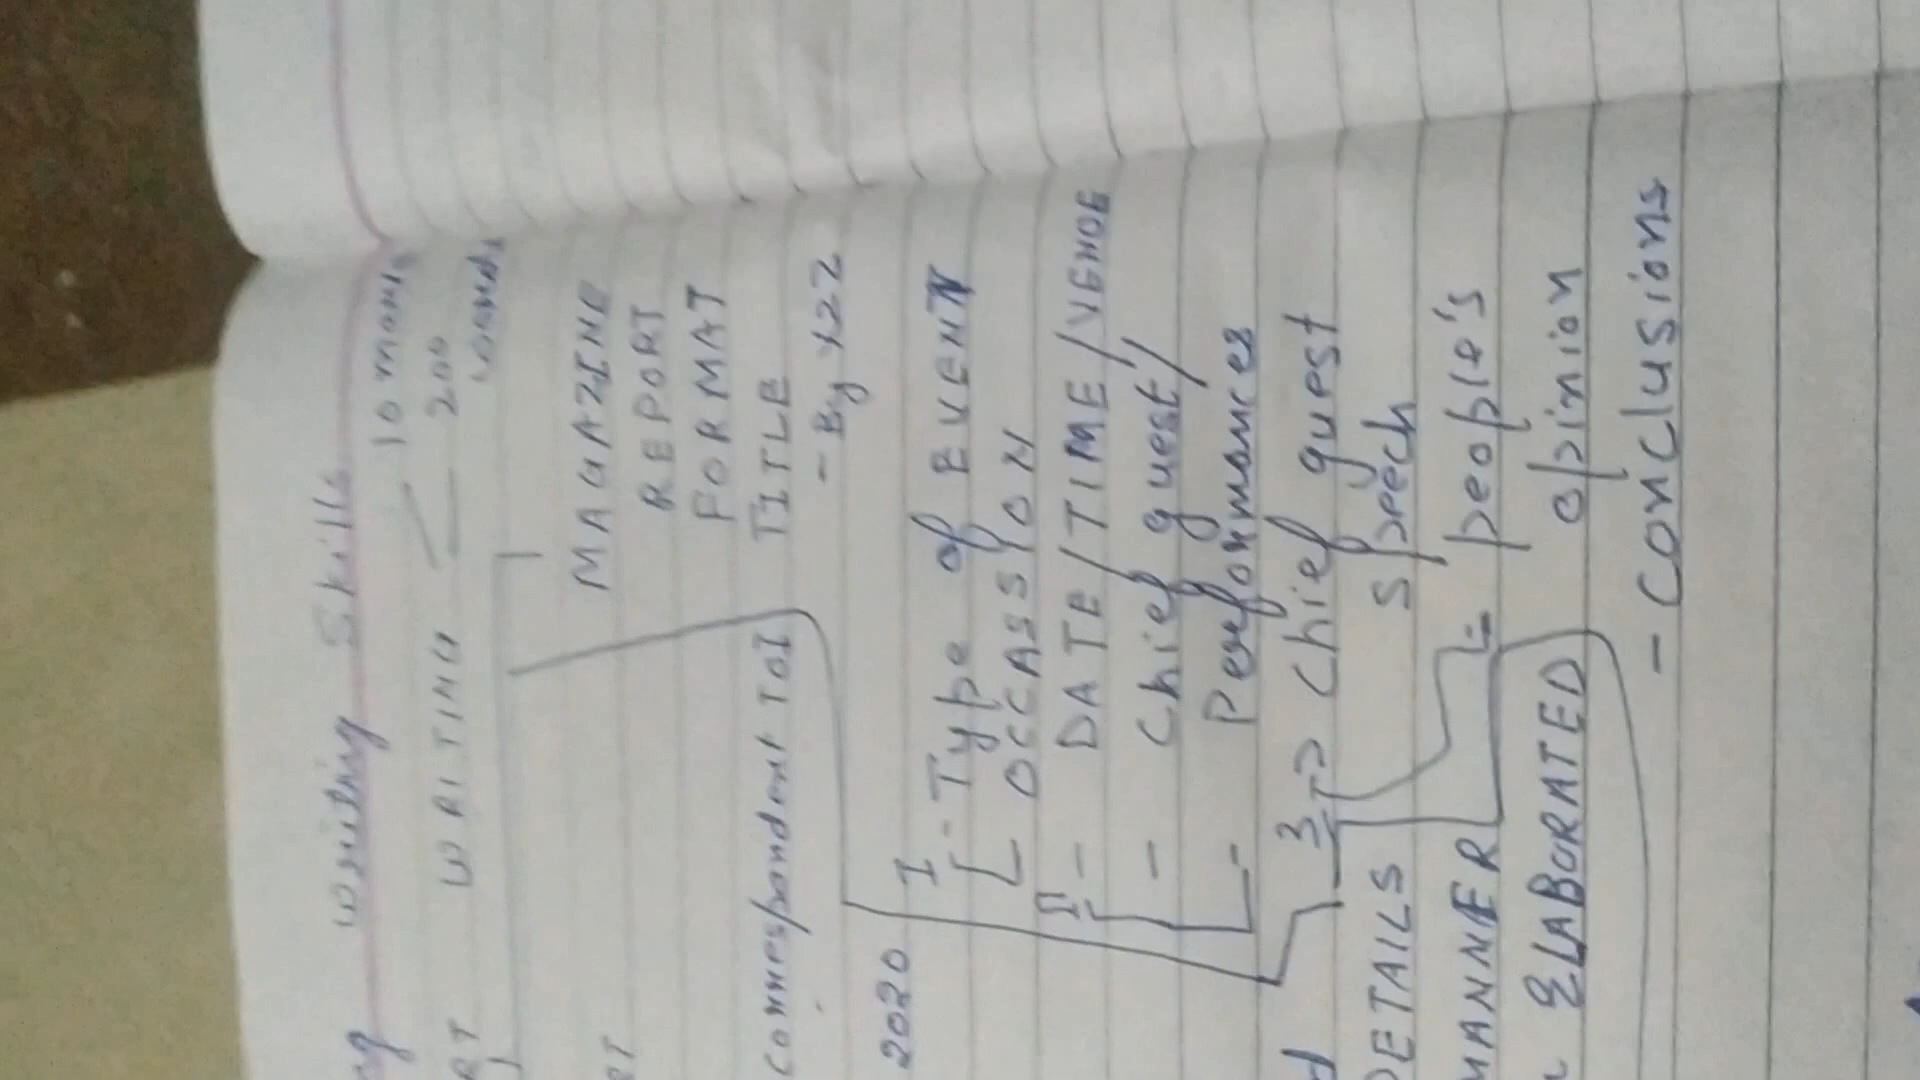 writing Skills
WRITING
10 marks
200
words
MAGAZINE
REPORT
FORMAT
Correspondent TOI
TITLE
- By XYZ
2020
I - Type of EVENT
OCCASSION
II - DATE/TIME/VENUE
- Chief guest/
- Performances
3 → Chief guest
speech
DETAILS
- people's
MANNER
opinion
ELABORATED
- conclusions